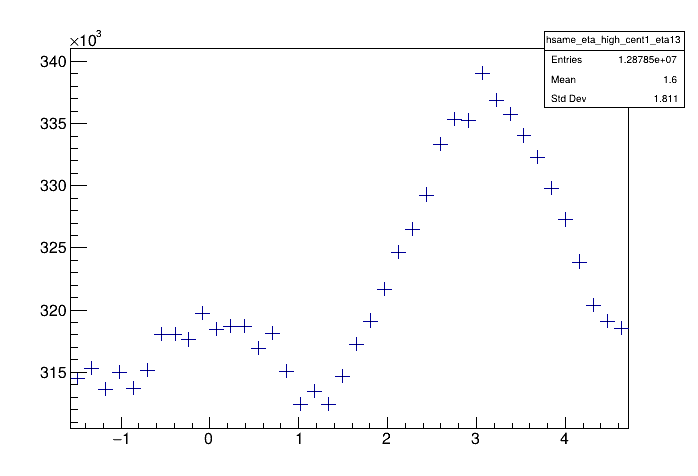 ×10³
hsame_eta_high_cent1_eta13
Entries 1.28785e+07
Mean 1.6
Std Dev 1.811
340
335
330
325
320
315
−1 0 1 2 3 4